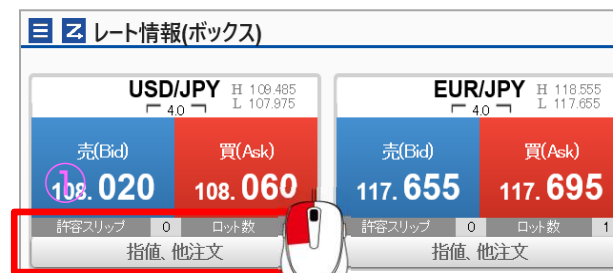 レート情報(ボックス)
USD/JPY H 109.485
L 107.975
4.0
売(Bid) 買(Ask)
108.020 108.060
許容スリップ 0 ロット数
指値、他注文
EUR/JPY H 118.555
L 117.655
4.0
売(Bid) 買(Ask)
117.655 117.695
許容スリップ 0 ロット数 1
指値、他注文
①